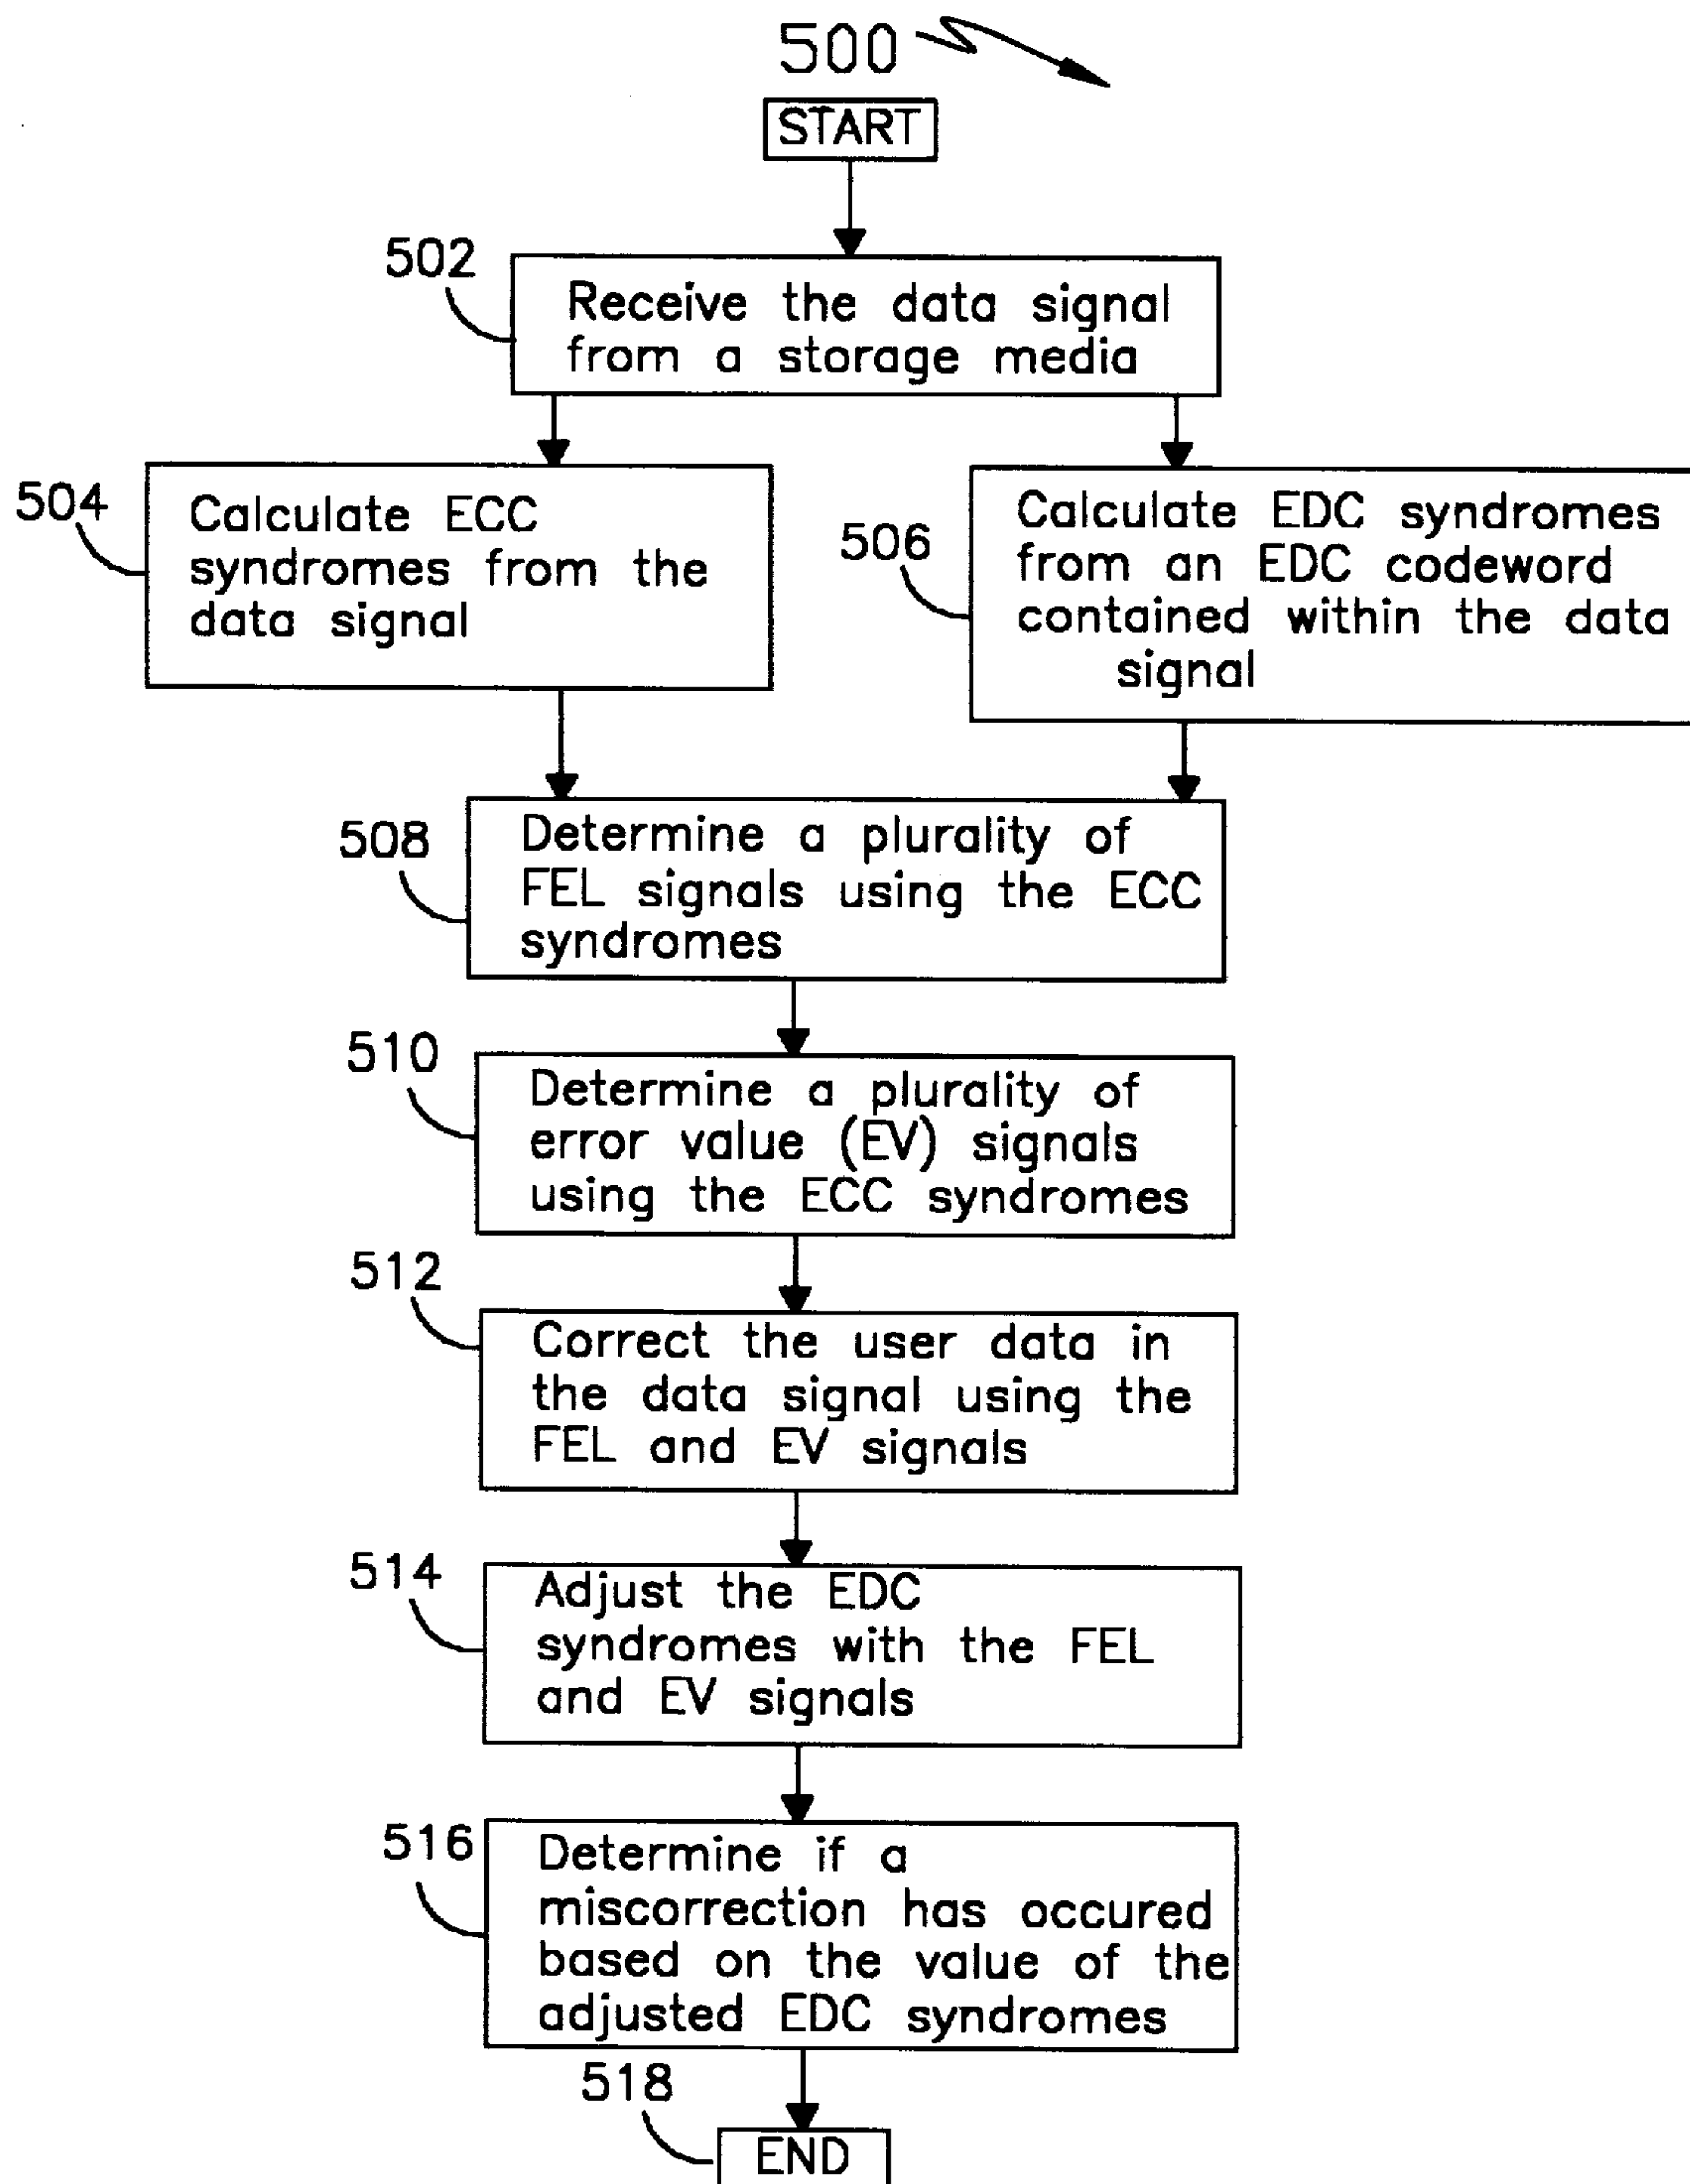 500
START
502
Receive the data signal
from a storage media
504
Calculate ECC
syndromes from the
data signal
506
Calculate EDC syndromes
from an EDC codeword
contained within the data
signal
508
Determine a plurality of
FEL signals using the ECC
syndromes
510
Determine a plurality of
error value (EV) signals
using the ECC syndromes
512
Correct the user data in
the data signal using the
FEL and EV signals
514
Adjust the EDC
syndromes with the FEL
and EV signals
516
Determine if a
miscorrection has occured
based on the value of the
adjusted EDC syndromes
518
END